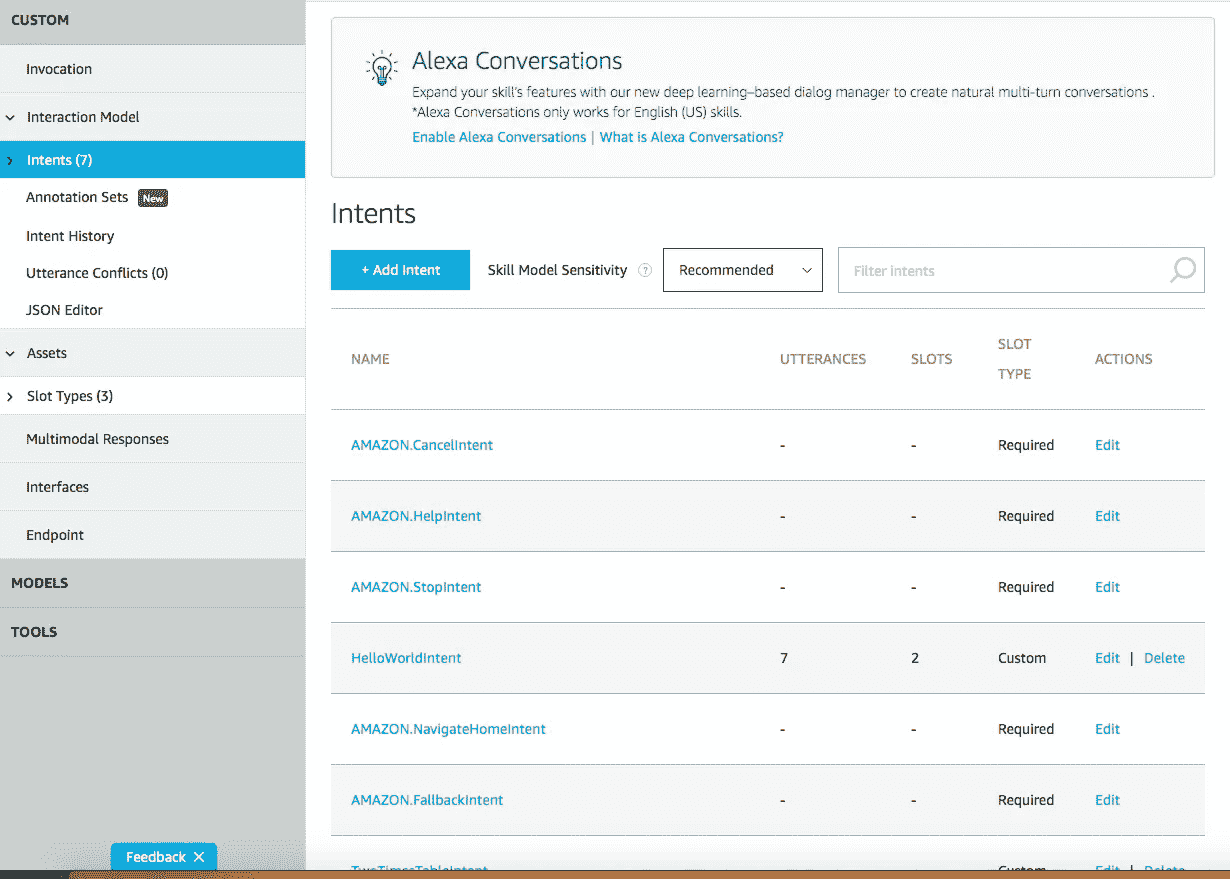 CUSTOM
Invocation
Interaction Model
Intents (7)
Annotation Sets New
Intent History
Utterance Conflicts (0)
JSON Editor
Assets
Slot Types (3)
Multimodal Responses
Interfaces
Endpoint
MODELS
TOOLS
Feedback X
Alexa Conversations
Expand your skill's features with our new deep learning–based dialog manager to create natural multi-turn conversations .
*Alexa Conversations only works for English (US) skills.
Enable Alexa Conversations | What is Alexa Conversations?
Intents
+ Add Intent Skill Model Sensitivity ? Recommended Filter intents
NAME UTTERANCES SLOTS SLOT TYPE ACTIONS
AMAZON.CancelIntent - - Required Edit
AMAZON.HelpIntent - - Required Edit
AMAZON.StopIntent - - Required Edit
HelloWorldIntent 7 2 Custom Edit | Delete
AMAZON.NavigateHomeIntent - - Required Edit
AMAZON.FallbackIntent - - Required Edit
TwoTimesTableIntent Custom Edit | Delete